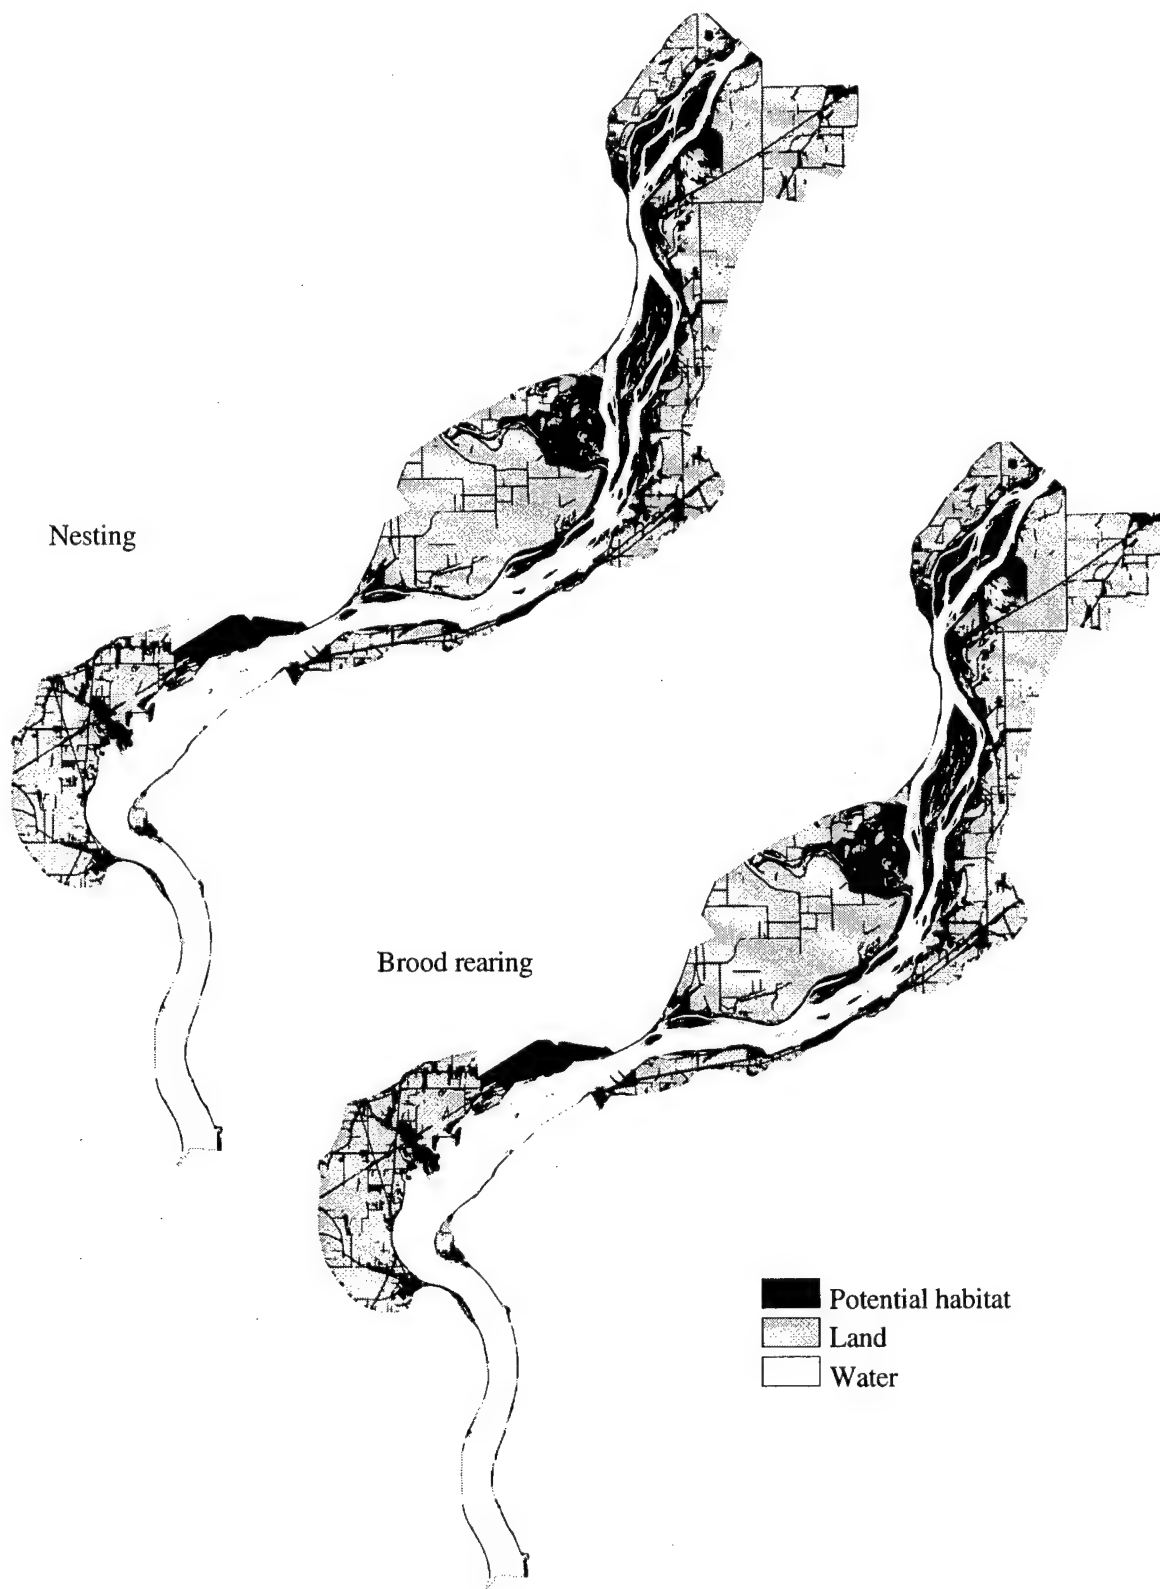 Nesting
Brood rearing
Potential habitat
Land
Water